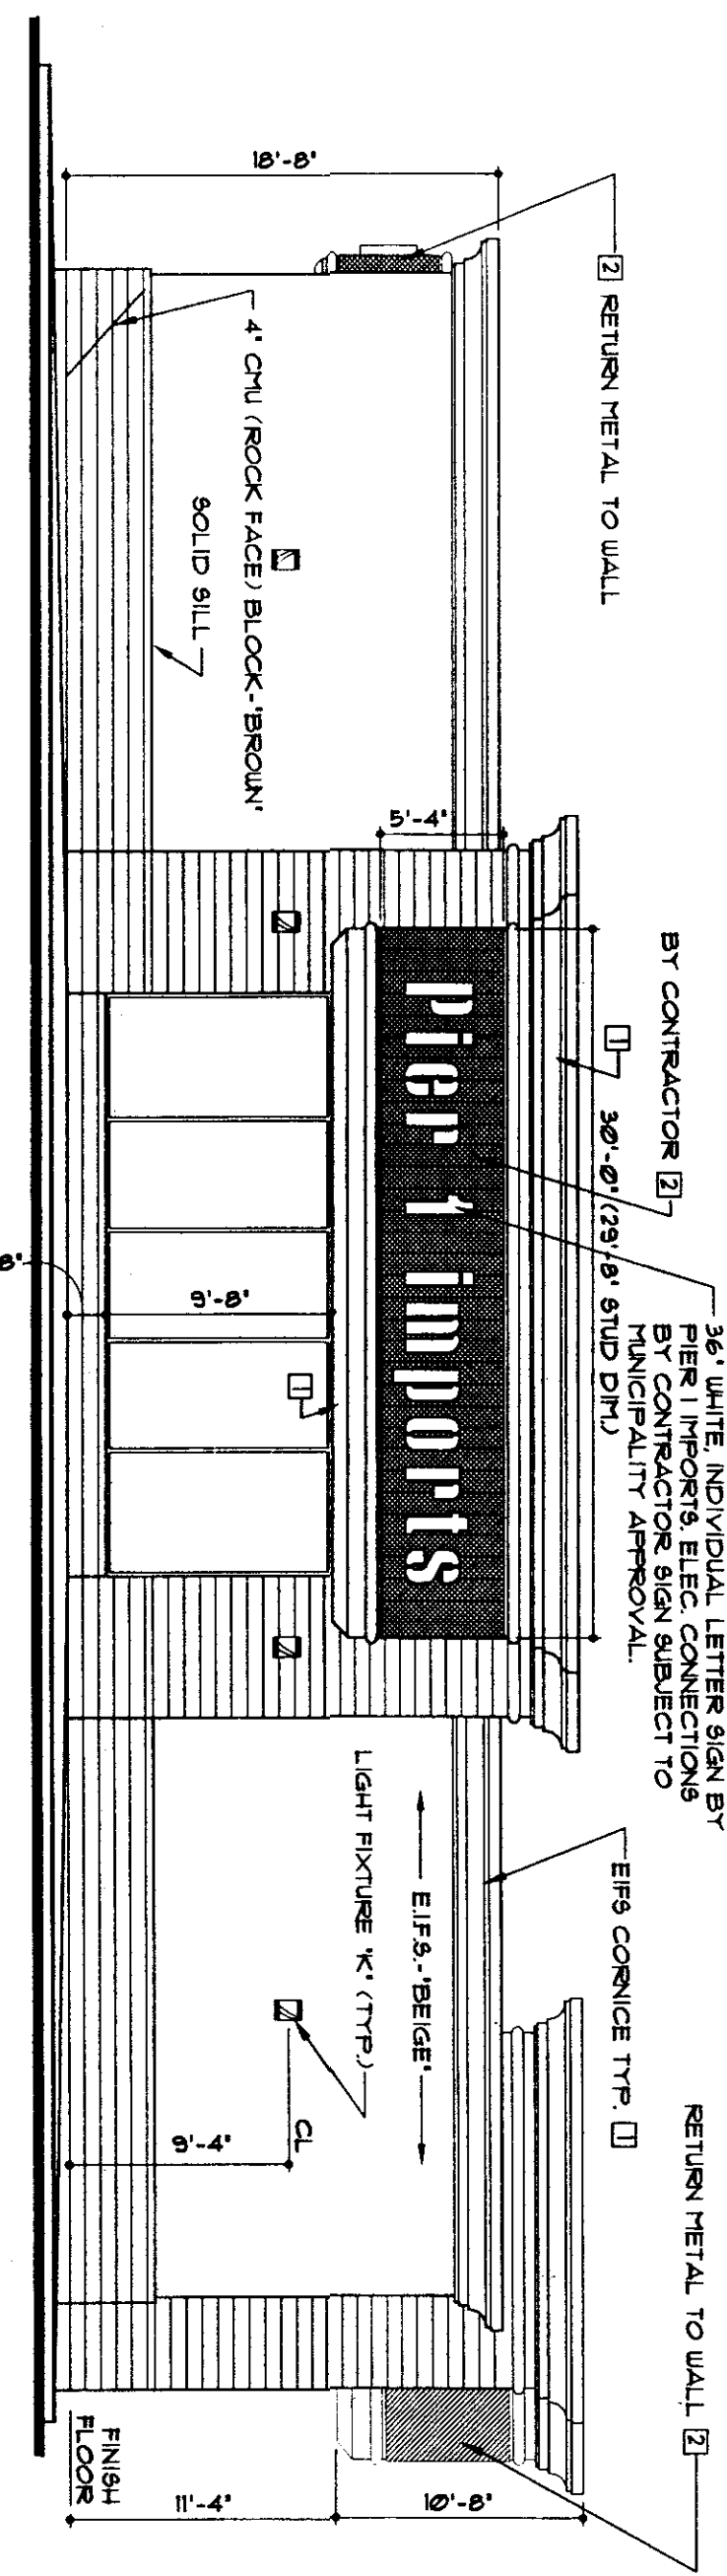 36' WHITE, INDIVIDUAL LETTER SIGN BY
PIER 1 IMPORTS. ELEC. CONNECTIONS
BY CONTRACTOR SIGN SUBJECT TO
MUNICIPALITY APPROVAL.
BY CONTRACTOR 2
1 30'-0" (29'-8" STUD DIM.)
2 RETURN METAL TO WALL
EIFS CORNICE TYP. 1
RETURN METAL TO WALL 2
18'-8"
5'-4"
Pier 1 imports
E.I.F.S.-'BEIGE'
10'-8"
4" CMU (ROCK FACE) BLOCK-'BROWN'
SOLID SILL
LIGHT FIXTURE 'K' (TYP.)
1
CL
9'-8"
9'-4"
11'-4"
FINISH
FLOOR